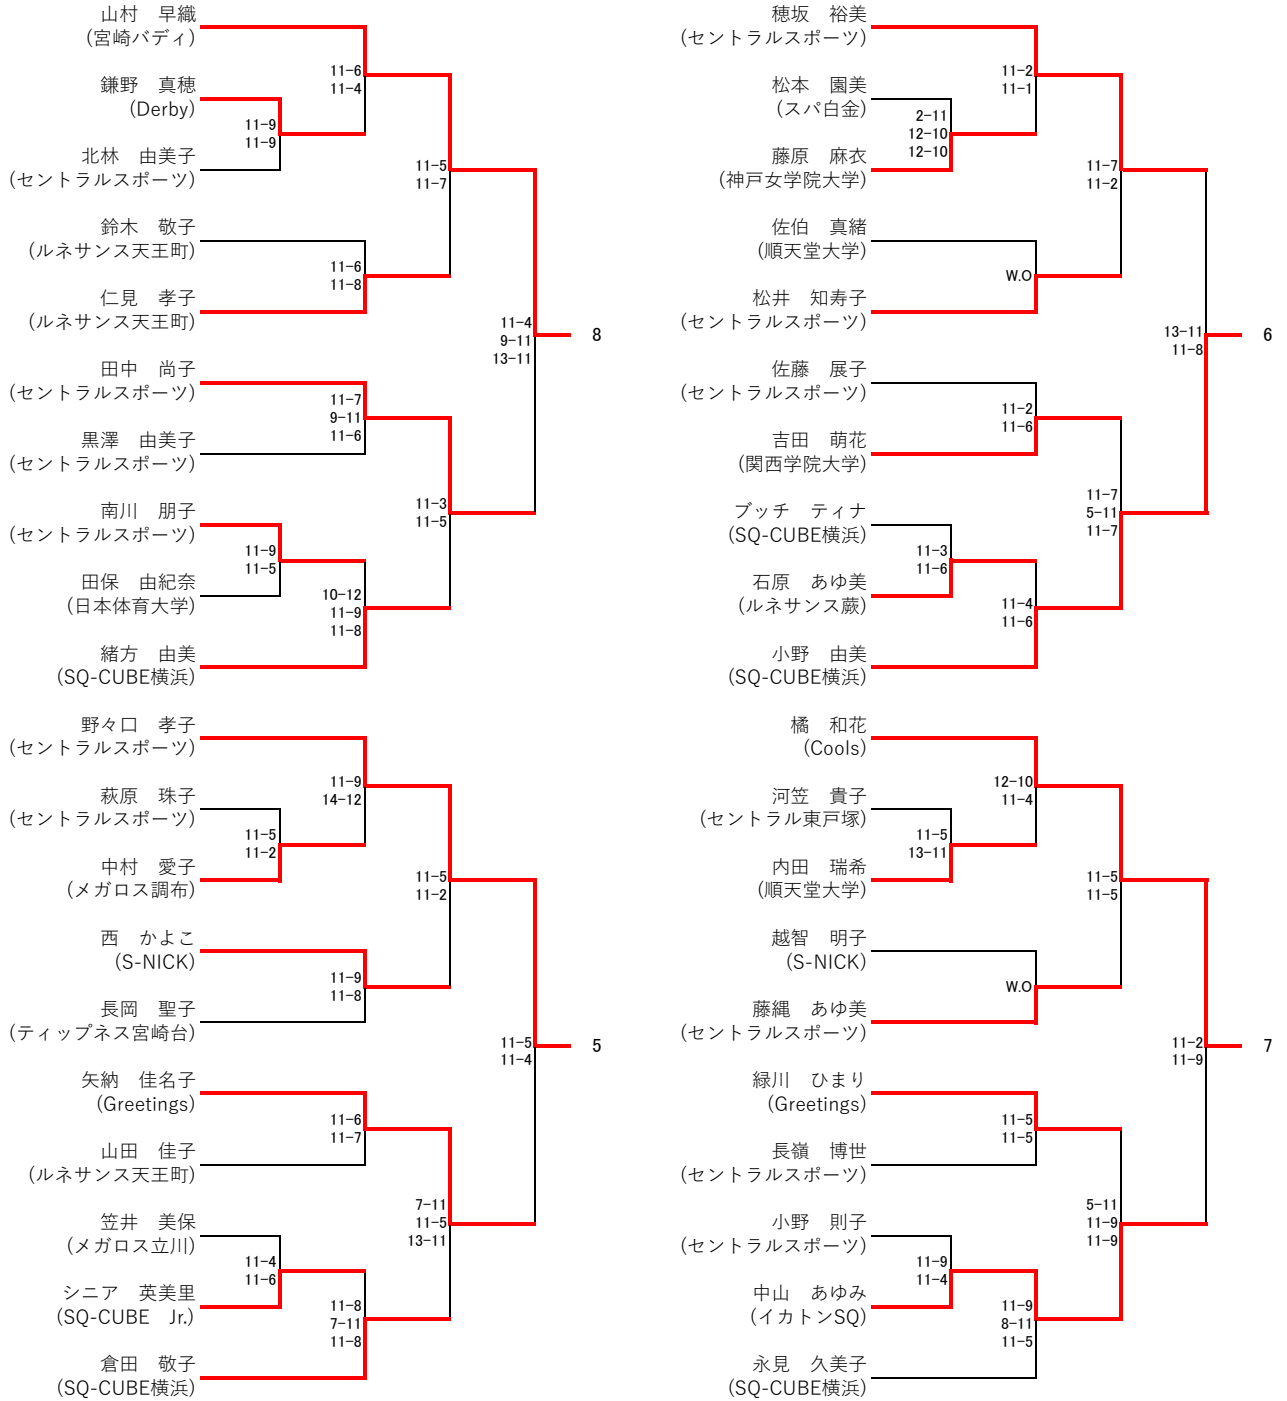 山村　早織
(宮崎バディ)
11-6
11-4
鎌野　真穂
(Derby)
11-9
11-9
北林　由美子
(セントラルスポーツ)
11-5
11-7
鈴木　敬子
(ルネサンス天王町)
11-6
11-8
仁見　孝子
(ルネサンス天王町)
11-4
9-11
13-11
8
田中　尚子
(セントラルスポーツ)
11-7
9-11
11-6
黒澤　由美子
(セントラルスポーツ)
11-3
11-5
南川　朋子
(セントラルスポーツ)
11-9
11-5
田保　由紀奈
(日本体育大学)
10-12
11-9
11-8
緒方　由美
(SQ-CUBE横浜)
野々口　孝子
(セントラルスポーツ)
11-9
14-12
萩原　珠子
(セントラルスポーツ)
11-5
11-2
中村　愛子
(メガロス調布)
11-5
11-2
西　かよこ
(S-NICK)
11-9
11-8
長岡　聖子
(ティップネス宮崎台)
11-5
11-4
5
矢納　佳名子
(Greetings)
11-6
11-7
山田　佳子
(ルネサンス天王町)
7-11
11-5
13-11
笠井　美保
(メガロス立川)
11-4
11-6
シニア　英美里
(SQ-CUBE　Jr.)
11-8
7-11
11-8
倉田　敬子
(SQ-CUBE横浜)
穂坂　裕美
(セントラルスポーツ)
11-2
11-1
松本　園美
(スパ白金)
2-11
12-10
12-10
藤原　麻衣
(神戸女学院大学)
11-7
11-2
佐伯　真緒
(順天堂大学)
W.O
松井　知寿子
(セントラルスポーツ)
13-11
11-8
6
佐藤　展子
(セントラルスポーツ)
11-2
11-6
吉田　萌花
(関西学院大学)
11-7
5-11
11-7
ブッチ　ティナ
(SQ-CUBE横浜)
11-3
11-6
石原　あゆ美
(ルネサンス蕨)
11-4
11-6
小野　由美
(SQ-CUBE横浜)
橘　和花
(Cools)
12-10
11-4
河笠　貴子
(セントラル東戸塚)
11-5
13-11
内田　瑞希
(順天堂大学)
11-5
11-5
越智　明子
(S-NICK)
W.O
藤縄　あゆ美
(セントラルスポーツ)
11-2
11-9
7
緑川　ひまり
(Greetings)
11-5
11-5
長嶺　博世
(セントラルスポーツ)
5-11
11-9
11-9
小野　則子
(セントラルスポーツ)
11-9
11-4
中山　あゆみ
(イカトンSQ)
11-9
8-11
11-5
永見　久美子
(SQ-CUBE横浜)